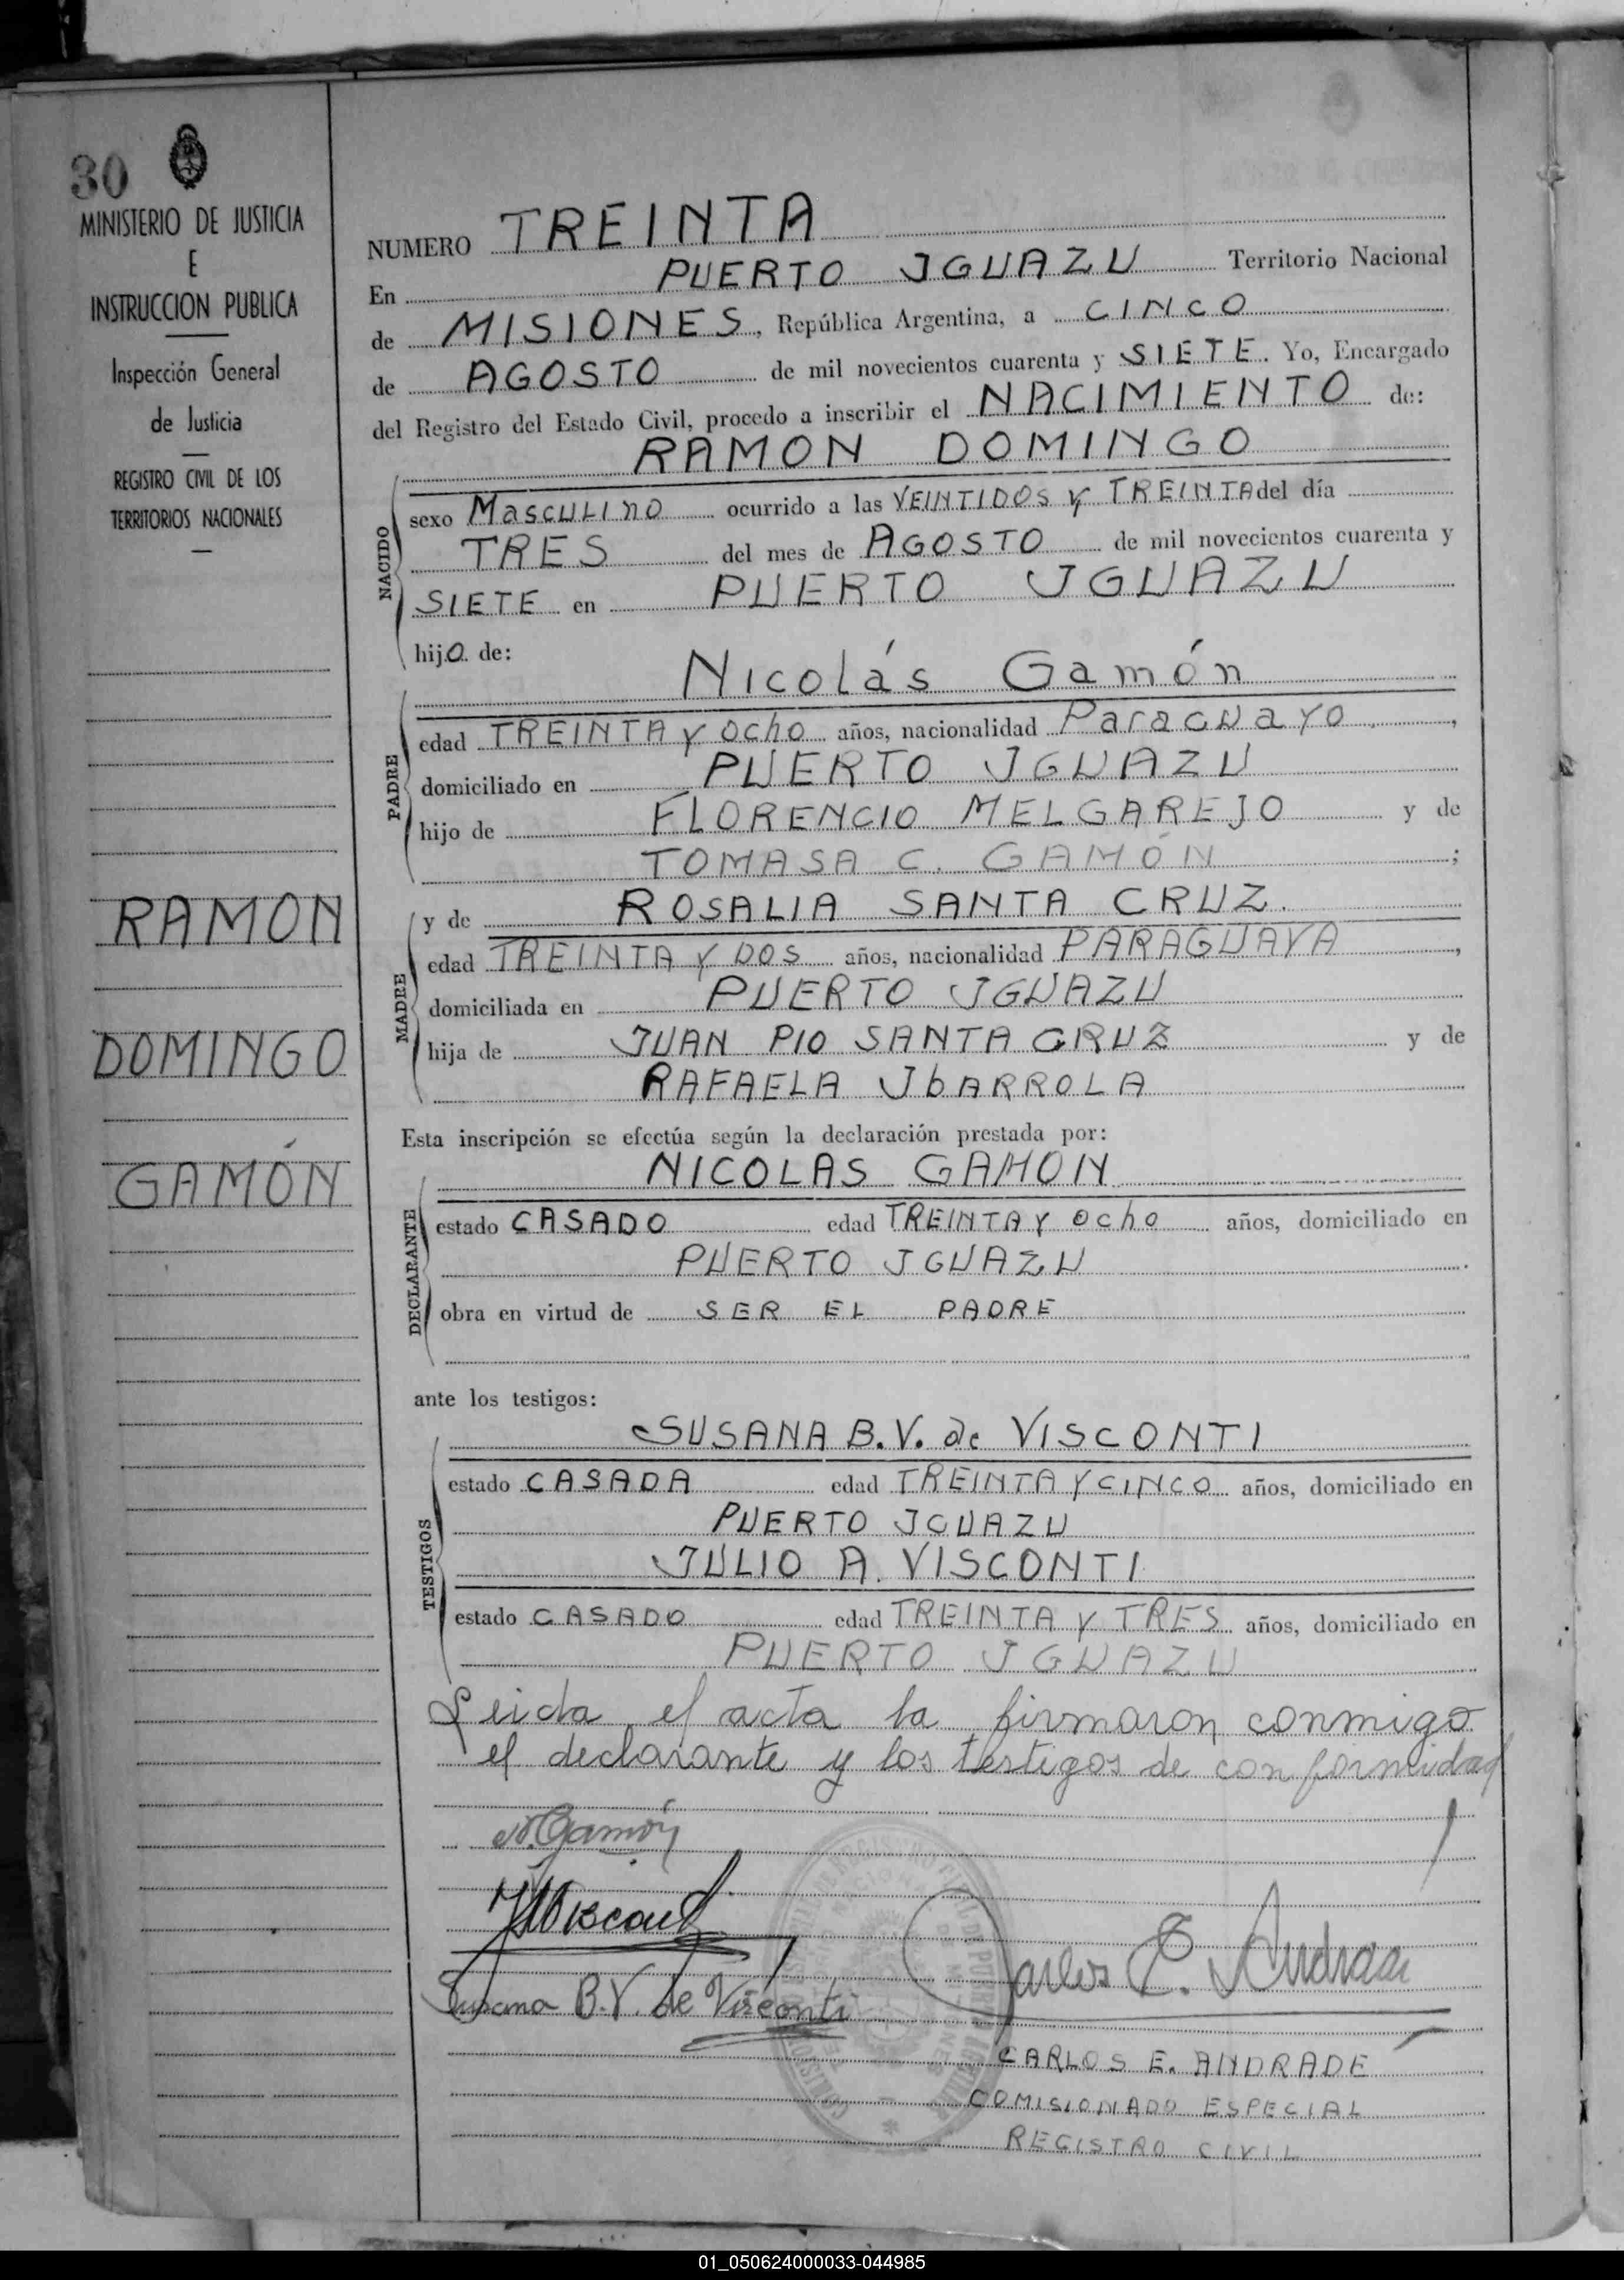 30
MINISTERIO DE JUSTICIA
E
INSTRUCCION PUBLICA
Inspección General
de Justicia
REGISTRO CIVIL DE LOS
TERRITORIOS NACIONALES
RAMON
DOMINGO
GAMÓN
NUMERO TREINTA
En PUERTO IGUAZU Territorio Nacional
de MISIONES, República Argentina, a CINCO
de AGOSTO de mil novecientos cuarenta y SIETE. Yo, Encargado
del Registro del Estado Civil, procedo a inscribir el NACIMIENTO de:
RAMON DOMINGO
NACIDO
sexo MasCULINO ocurrido a las VEINTIDOS y TREINTA del día
TRES del mes de AGOSTO de mil novecientos cuarenta y
SIETE en PUERTO IGUAZU
hijo de:
Nicolás Gamón
PADRE
edad TREINTA y Ocho años, nacionalidad Paraguayo,
domiciliado en PUERTO IGUAZU
hijo de FLORENCIO MELGAREJO y de
TOMASA C. GAMÓN;
MADRE
y de ROSALIA SANTA CRUZ.
edad TREINTA y DOS años, nacionalidad PARAGUAYA,
domiciliada en PUERTO IGUAZU
hija de JUAN PIO SANTA CRUZ y de
RAFAELA IbARROLA
Esta inscripción se efectúa según la declaración prestada por:
NICOLAS GAMON
DECLARANTE
estado CASADO edad TREINTA y Ocho años, domiciliado en
PUERTO IGUAZU.
obra en virtud de SER EL PADRE
ante los testigos:
SUSANA B. V. de VISCONTI
TESTIGOS
estado CASADA edad TREINTA y CINCO años, domiciliado en
PUERTO IGUAZU
JULIO A. VISCONTI
estado CASADO edad TREINTA y TRES años, domiciliado en
PUERTO IGUAZU
Leida el acta la firmaron conmigo
el declarante y los testigos de conformidad
N. Gamón
Visconti
Susana B. V. de Visconti
Carlos E. Andrade
CARLOS E. ANDRADE
COMISIONADO ESPECIAL
REGISTRO CIVIL
01_050624000033-044985